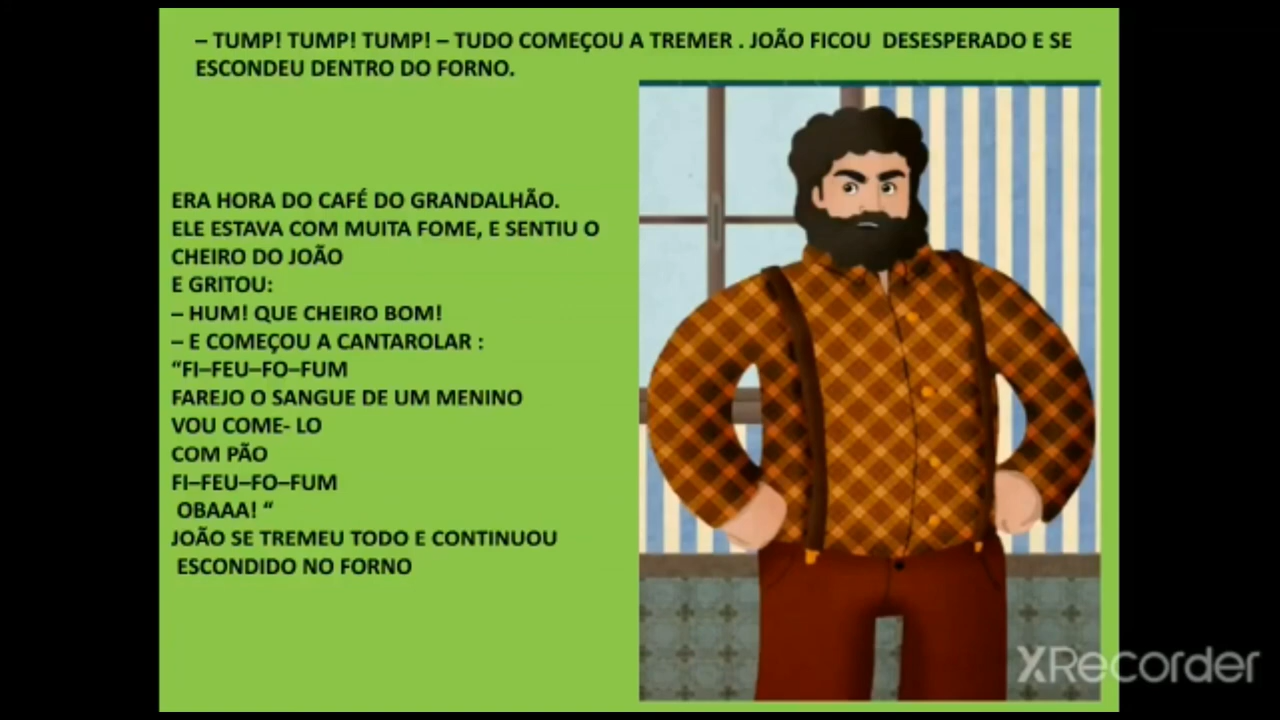 – TUMP! TUMP! TUMP! – TUDO COMEÇOU A TREMER . JOÃO FICOU  DESESPERADO E SE
ESCONDEU DENTRO DO FORNO.
ERA HORA DO CAFÉ DO GRANDALHÃO.
ELE ESTAVA COM MUITA FOME, E SENTIU O
CHEIRO DO JOÃO
E GRITOU:
– HUM! QUE CHEIRO BOM!
– E COMEÇOU A CANTAROLAR :
“FI–FEU–FO–FUM
FAREJO O SANGUE DE UM MENINO
VOU COME- LO
COM PÃO
FI–FEU–FO–FUM
OBAAA! “
JOÃO SE TREMEU TODO E CONTINUOU
ESCONDIDO NO FORNO
XRecorder